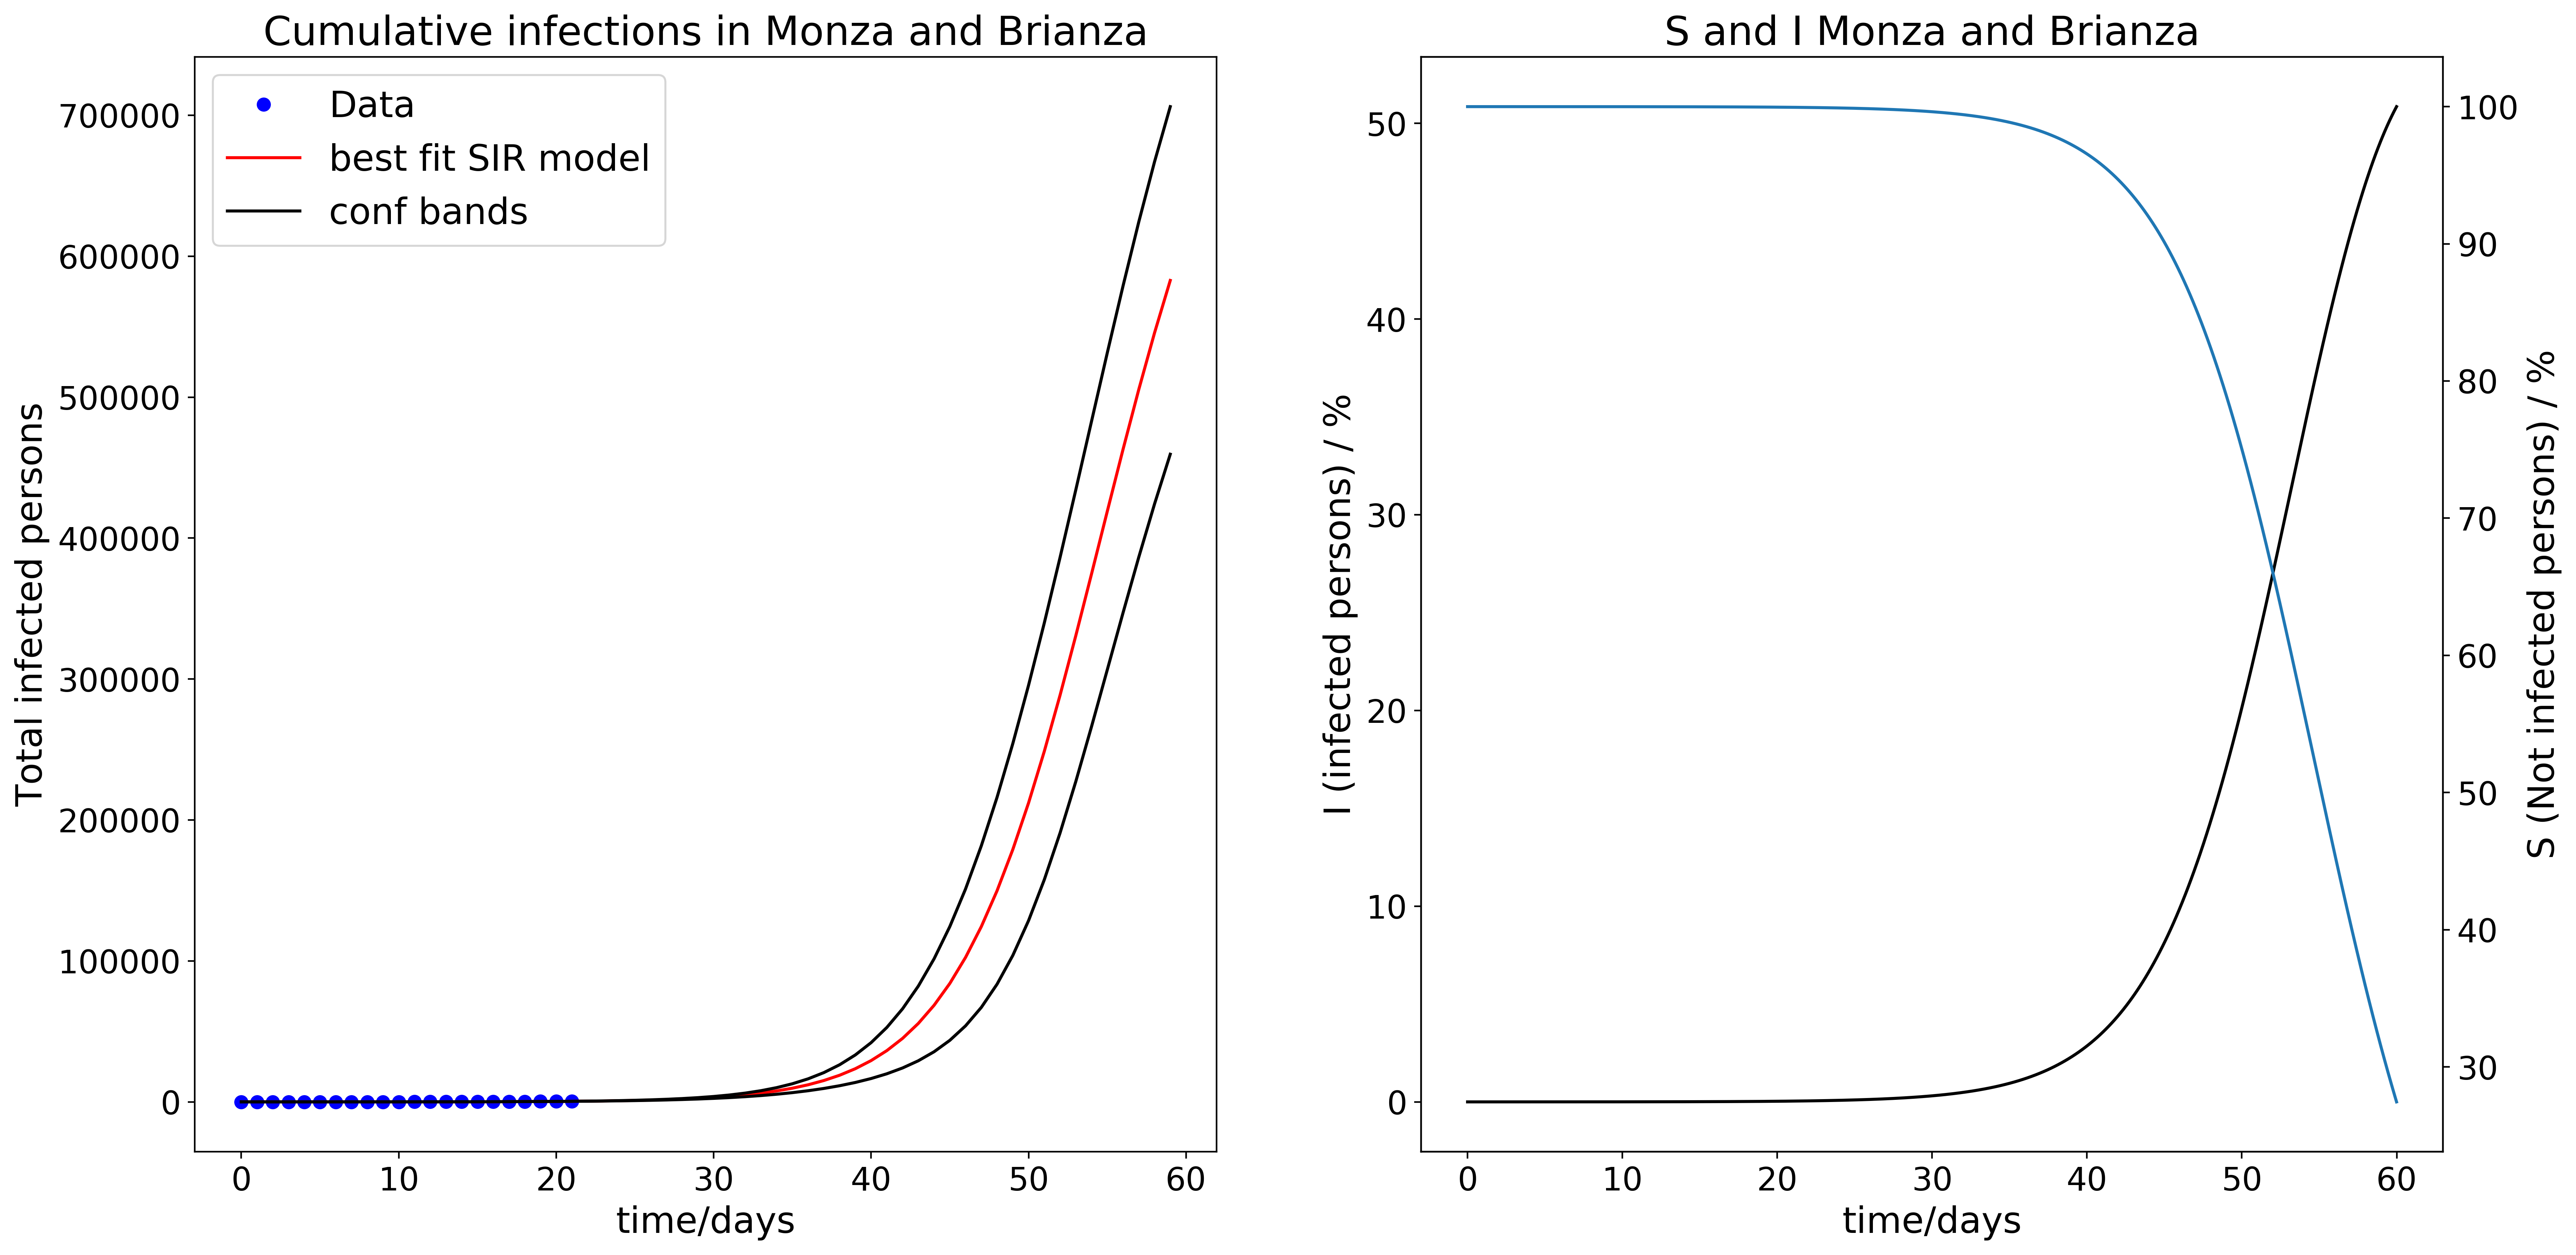 Cumulative infections in Monza and Brianza
Data
best fit SIR model
conf bands
700000
600000
500000
400000
300000
200000
100000
0
Total infected persons
0 10 20 30 40 50 60
time/days
S and I Monza and Brianza
50
40
30
20
10
0
I (infected persons) / %
100
90
80
70
60
50
40
30
S (Not infected persons) / %
0 10 20 30 40 50 60
time/days